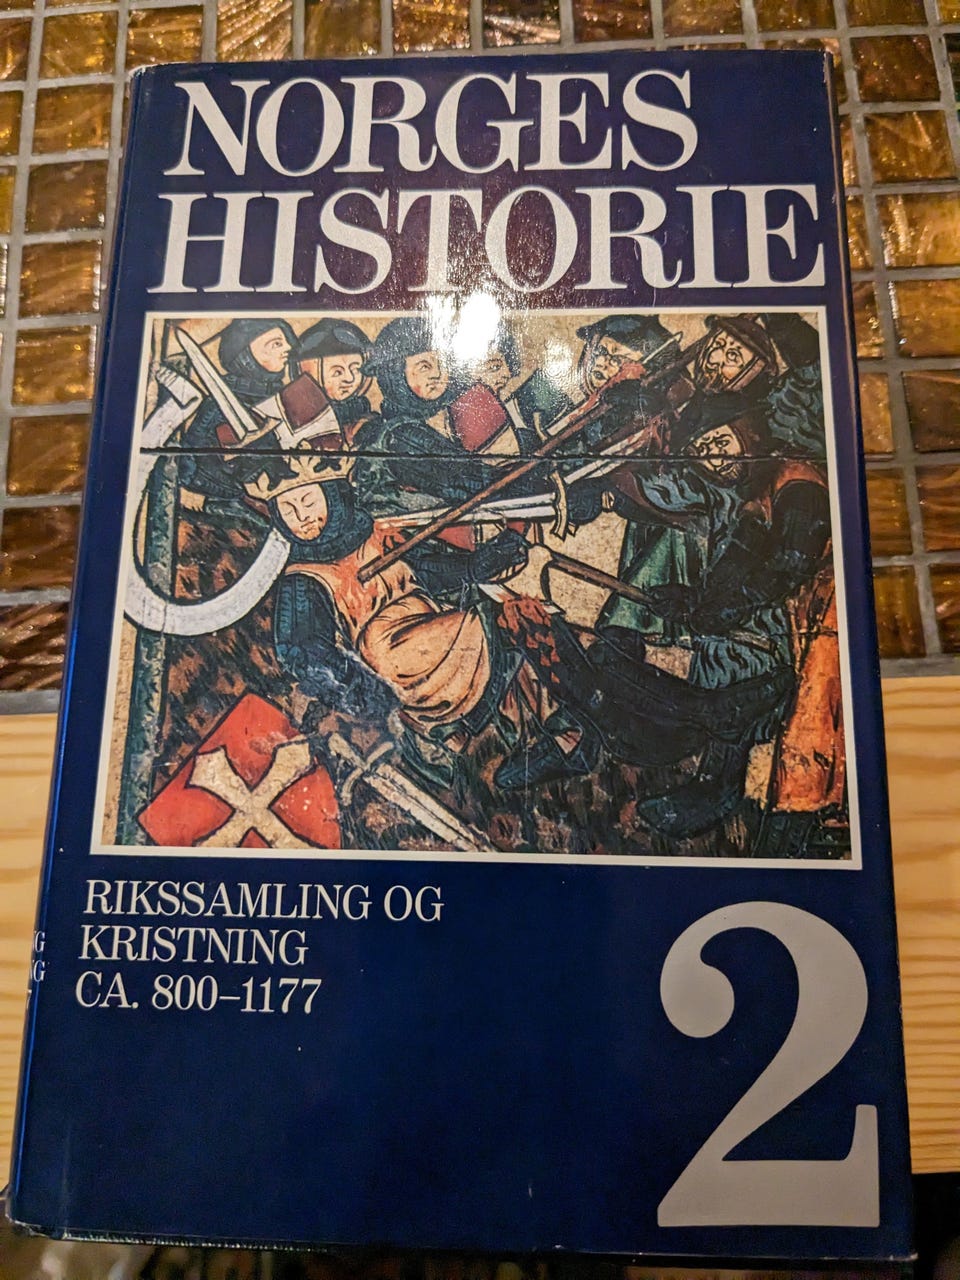 NORGES
HISTORIE
RIKSSAMLING OG
KRISTNING
CA. 800–1177
2